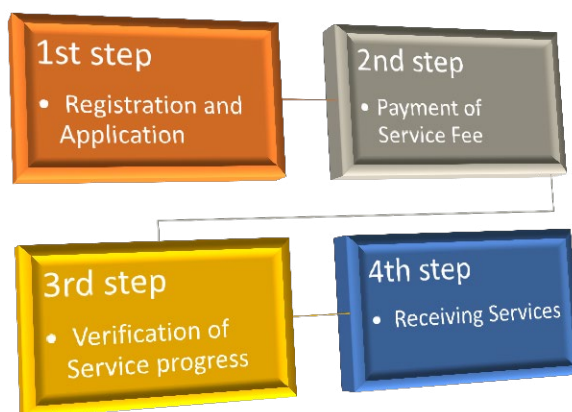 1st step
• Registration and
Application
2nd step
• Payment of
Service Fee
3rd step
• Verification of
Service progress
4th step
• Receiving Services